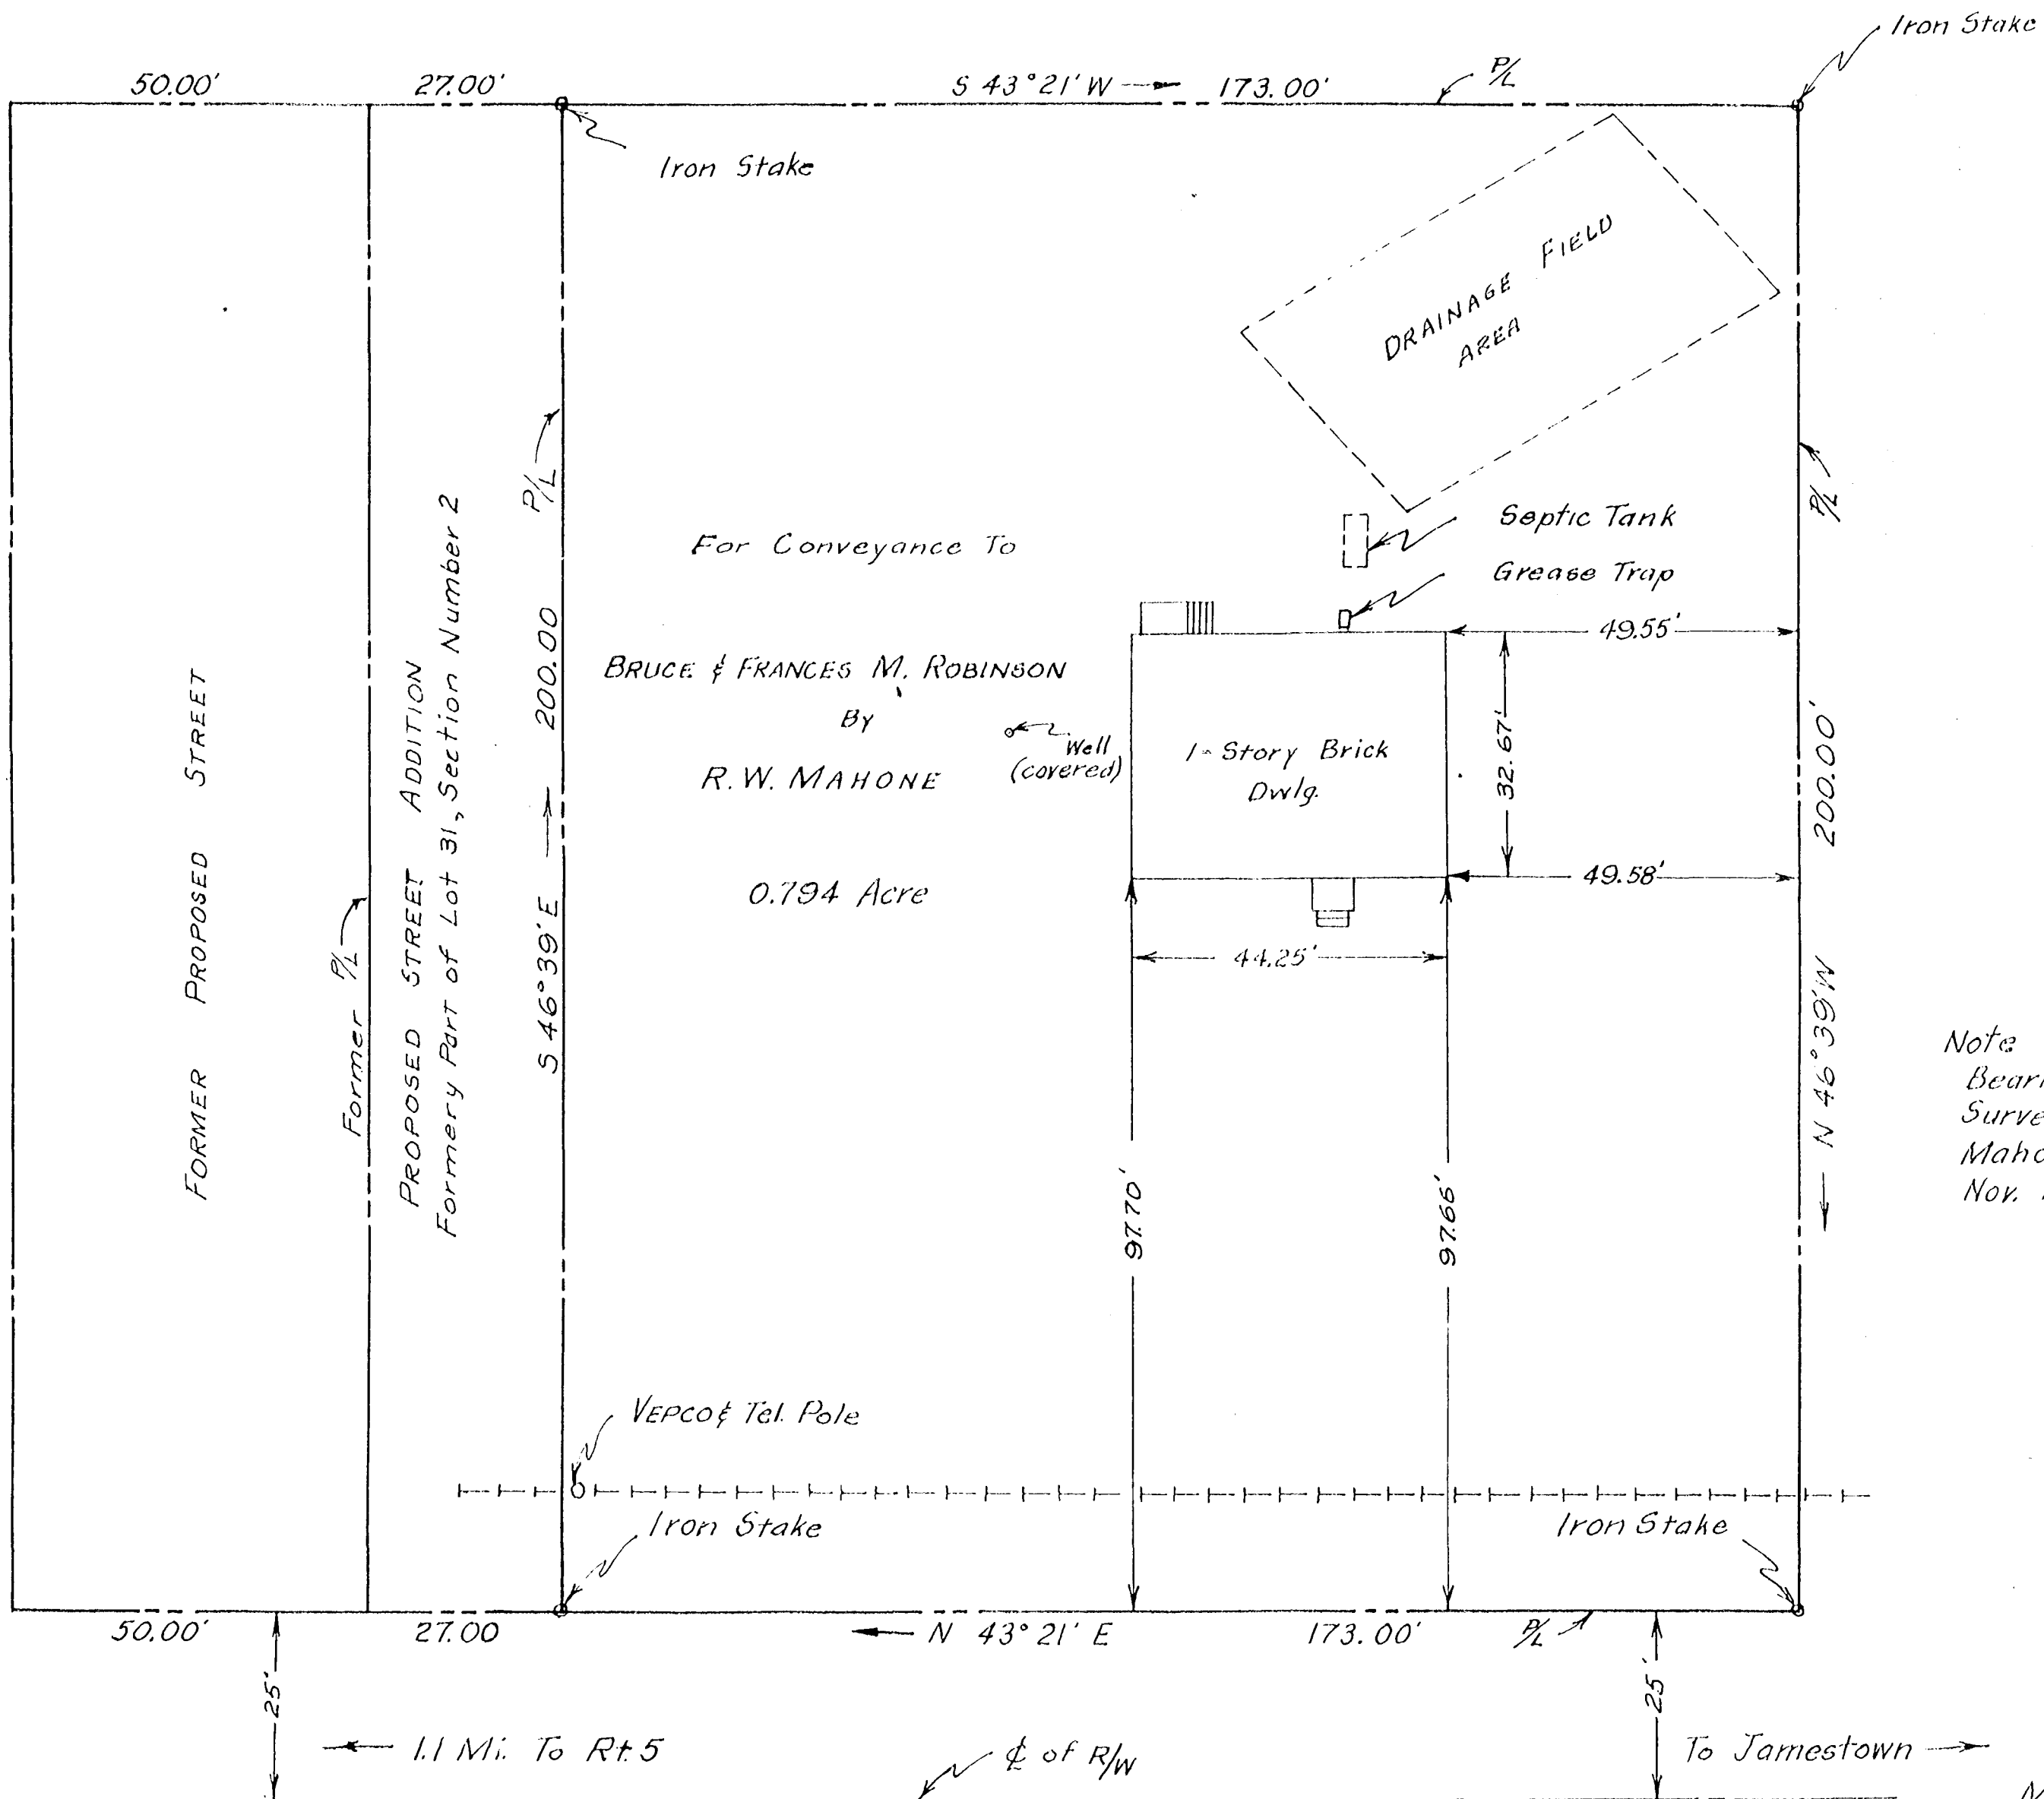 Iron Stake
50.00'
27.00'
S 43°21' W
173.00'
P/L
Iron Stake
DRAINAGE FIELD
AREA
P/L
P/L
Septic Tank
Grease Trap
For Conveyance To
49.55'
BRUCE & FRANCES M. ROBINSON
By
R.W. MAHONE
0.794 Acre
Well
(covered)
1-Story Brick
Dwlg.
32.67'
49.58'
44.25'
200.00
S 46°39' E
200.00'
N 46°39' W
FORMER PROPOSED STREET
Former P/L
PROPOSED STREET ADDITION
Formery Part of Lot 31, Section Number 2
Note
Bear
Surve
Maho
Nov.
97.70'
97.66'
VEPCO & Tel. Pole
Iron Stake
Iron Stake
50.00'
27.00
N 43° 21' E
173.00'
P/L
25'
25'
1.1 Mi. To Rt. 5
℄ of R/W
To Jamestown